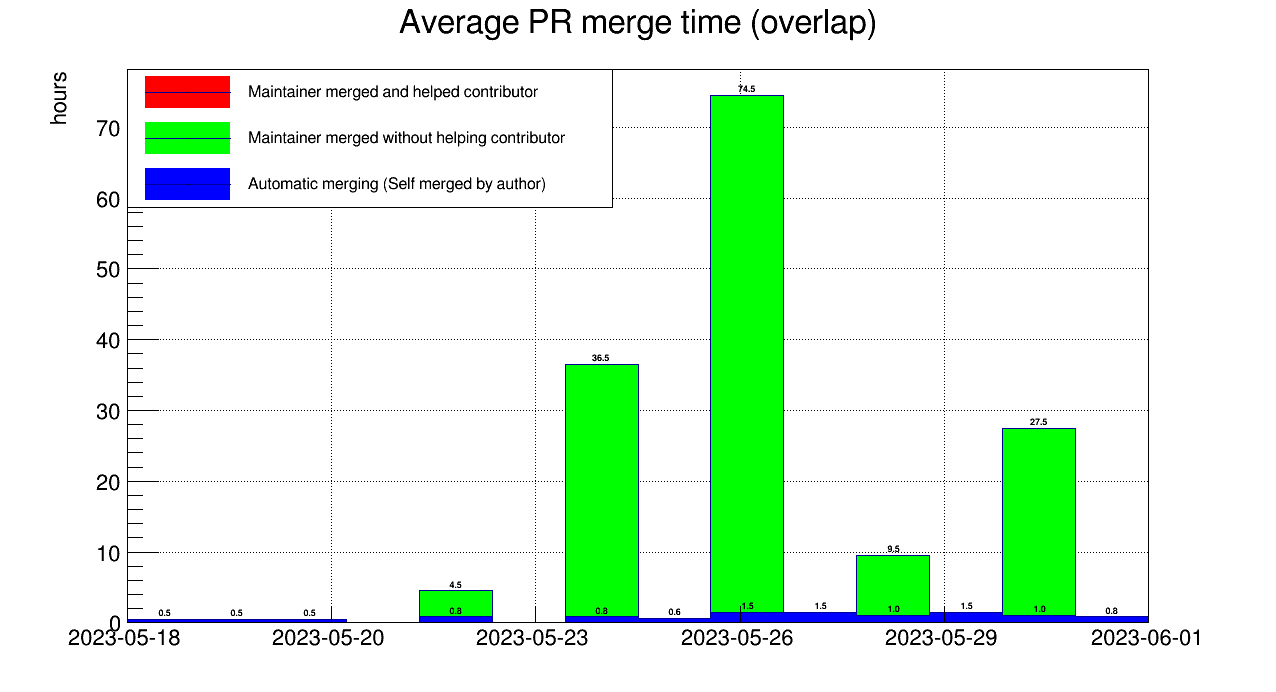 Average PR merge time (overlap)
hours
Maintainer merged and helped contributor
Maintainer merged without helping contributor
Automatic merging (Self merged by author)
70
60
50
40
30
20
10
0
74.5
36.5
27.5
9.5
4.5
0.5 0.5 0.5 0.8 0.8 0.6 1.5 1.5 1.0 1.5 1.0 0.8
2023-05-18 2023-05-20 2023-05-23 2023-05-26 2023-05-29 2023-06-01